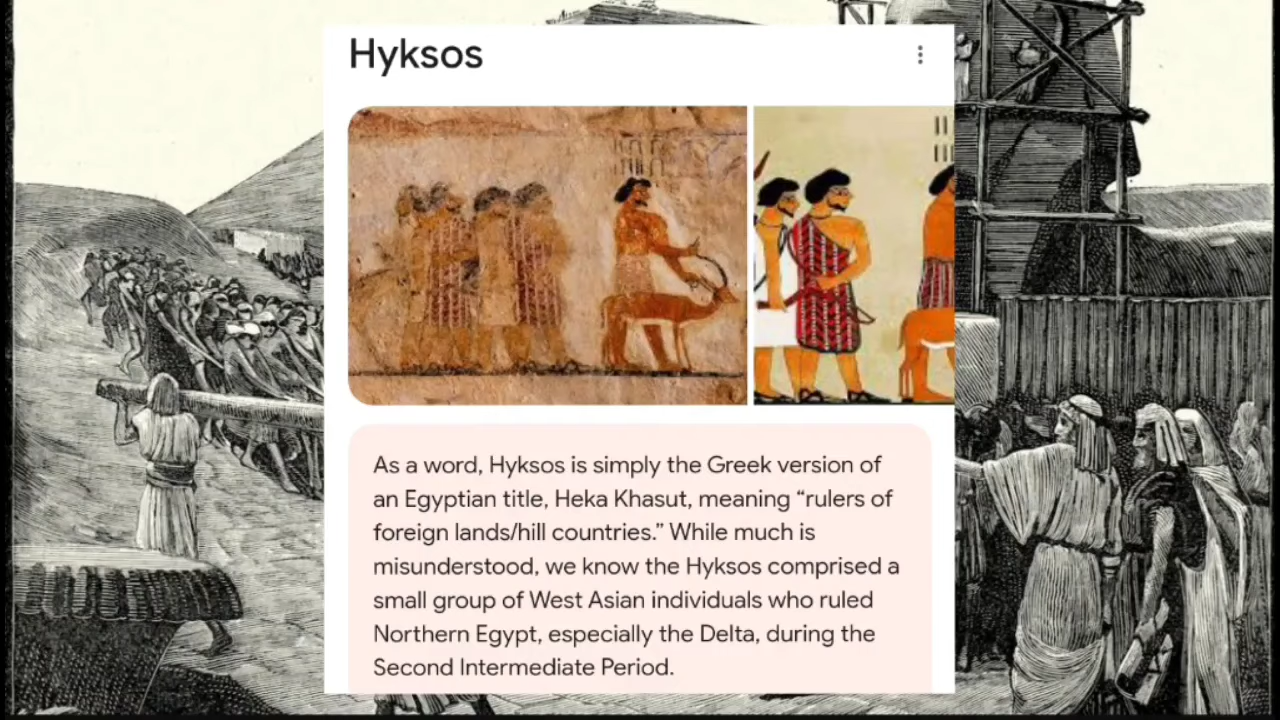 Hyksos
As a word, Hyksos is simply the Greek version of
an Egyptian title, Heka Khasut, meaning “rulers of
foreign lands/hill countries.” While much is
misunderstood, we know the Hyksos comprised a
small group of West Asian individuals who ruled
Northern Egypt, especially the Delta, during the
Second Intermediate Period.